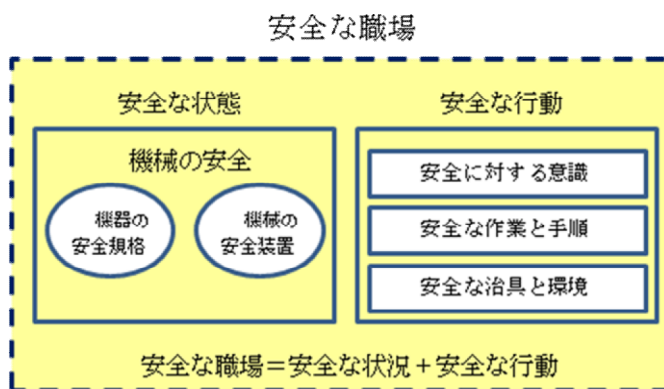 安全な職場
安全な状態
機械の安全
機器の
安全規格
機械の
安全装置
安全な行動
安全に対する意識
安全な作業と手順
安全な治具と環境
安全な職場＝安全な状況＋安全な行動